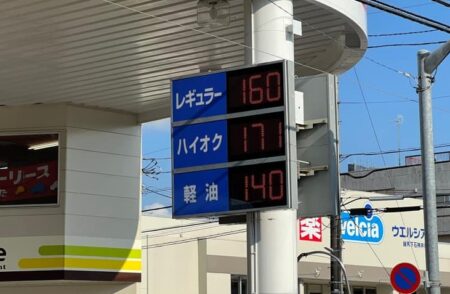 レギュラー 160
ハイオク 171
軽油 140
リース
薬
welcia
ウエルシア